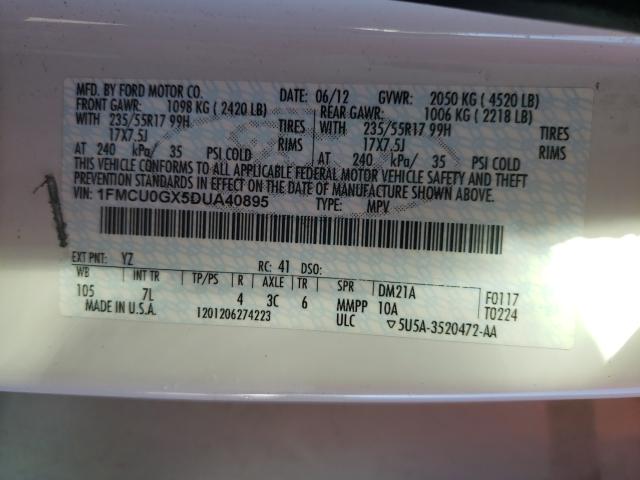 MFD. BY FORD MOTOR CO. DATE: 06/12 GVWR: 2050 KG ( 4520 LB)
FRONT GAWR: 1098 KG ( 2420 LB) REAR GAWR: 1006 KG ( 2218 LB)
WITH 235/55R17 99H TIRES WITH 235/55R17 99H TIRES
17X7.5J RIMS 17X7.5J RIMS
AT 240 kPa/ 35 PSI COLD AT 240 kPa/ 35 PSI COLD
THIS VEHICLE CONFORMS TO ALL APPLICABLE FEDERAL MOTOR VEHICLE SAFETY AND THEFT
PREVENTION STANDARDS IN EFFECT ON THE DATE OF MANUFACTURE SHOWN ABOVE.
VIN: 1FMCU0GX5DUA40895 TYPE: MPV
EXT PNT: YZ RC: 41 DSO:
WB INT TR TP/PS R AXLE TR SPR DM21A F0117
105 7L 4 3C 6 MMPP 10A T0224
MADE IN U.S.A. 1201206274223 ULC ▽5U5A-3520472-AA